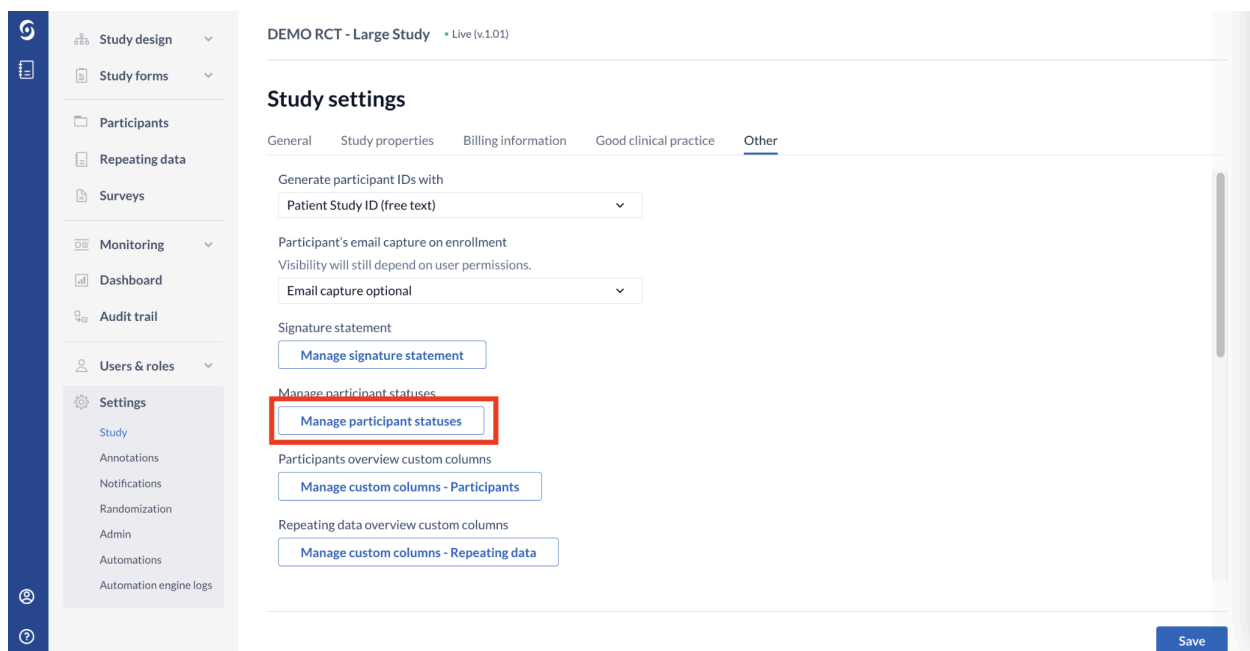 Study design
Study forms
Participants
Repeating data
Surveys
Monitoring
Dashboard
Audit trail
Users & roles
Settings
Study
Annotations
Notifications
Randomization
Admin
Automations
Automation engine logs
DEMO RCT - Large Study • Live (v.1.01)
Study settings
General Study properties Billing information Good clinical practice Other
Generate participant IDs with
Patient Study ID (free text)
Participant's email capture on enrollment
Visibility will still depend on user permissions.
Email capture optional
Signature statement
Manage signature statement
Manage participant statuses
Manage participant statuses
Participants overview custom columns
Manage custom columns - Participants
Repeating data overview custom columns
Manage custom columns - Repeating data
Save